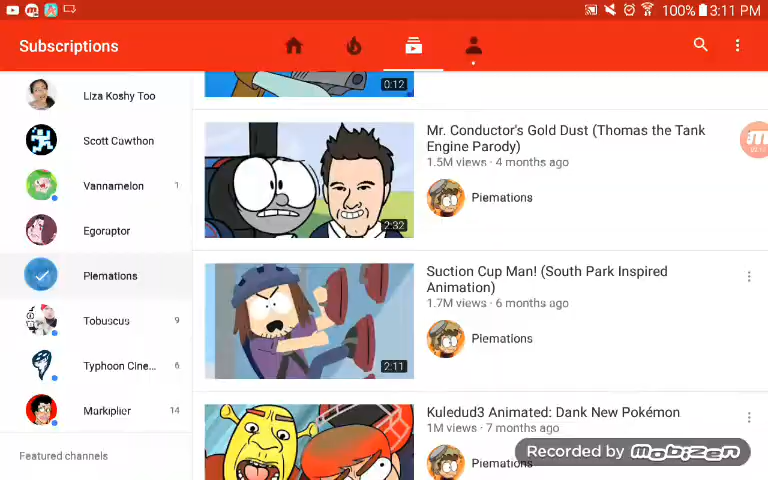 100% 3:11 PM
Subscriptions
Liza Koshy Too
Scott Cawthon
Vannamelon 1
Egoraptor
Piemations
Tobuscus 9
Typhoon Cine... 6
Markiplier 14
Featured channels
0:12
2:32
Mr. Conductor's Gold Dust (Thomas the Tank
Engine Parody)
1.5M views · 4 months ago
Piemations
2:11
Suction Cup Man! (South Park Inspired
Animation)
1.7M views · 6 months ago
Piemations
Kuledud3 Animated: Dank New Pokémon
1M views · 7 months ago
Piemations
Recorded by mobizen